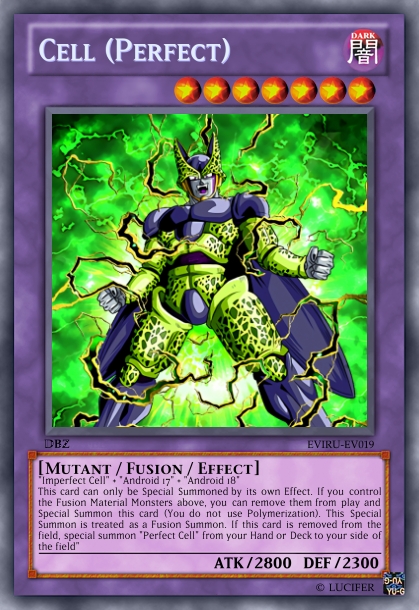 CELL (PERFECT)
DARK
闇
DBZ
EVIRU-EV019
[MUTANT / FUSION / EFFECT]
"Imperfect Cell" + "Android 17" + "Android 18"
This card can only be Special Summoned by its own Effect. If you control
the Fusion Material Monsters above, you can remove them from play and
Special Summon this card (You do not use Polymerization). This Special
Summon is treated as a Fusion Summon. If this card is removed from the
field, special summon "Perfect Cell" from your Hand or Deck to your side of
the field"
ATK/2800 DEF/2300
© LUCIFER